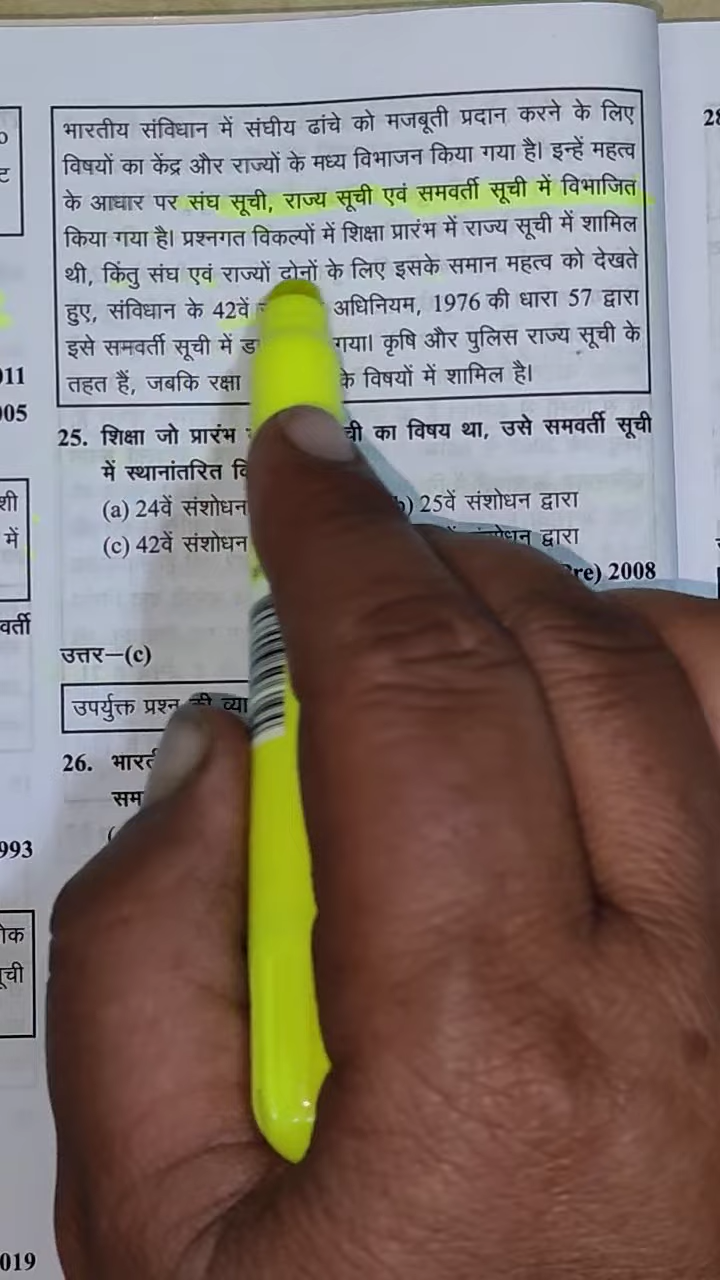 भारतीय संविधान में संघीय ढांचे को मजबूती प्रदान करने के लिए
विषयों का केंद्र और राज्यों के मध्य विभाजन किया गया है। इन्हें महत्व
के आधार पर संघ सूची, राज्य सूची एवं समवर्ती सूची में विभाजित
किया गया है। प्रश्नगत विकल्पों में शिक्षा प्रारंभ में राज्य सूची में शामिल
थी, किंतु संघ एवं राज्यों दोनों के लिए इसके समान महत्व को देखते
हुए, संविधान के 42वें अधिनियम, 1976 की धारा 57 द्वारा
इसे समवर्ती सूची में गया। कृषि और पुलिस राज्य सूची के
तहत हैं, जबकि रक्षा के विषयों में शामिल है।
25. शिक्षा जो प्रारंभ का विषय था, उसे समवर्ती सूची
में स्थानांतरित
(a) 24वें संशोधन 25वें संशोधन द्वारा
(c) 42वें संशोधन द्वारा
2008
उत्तर—(c)
उपर्युक्त प्रश्न की
26.
011
005
शी
में
वर्ती
993
सूची
019
28